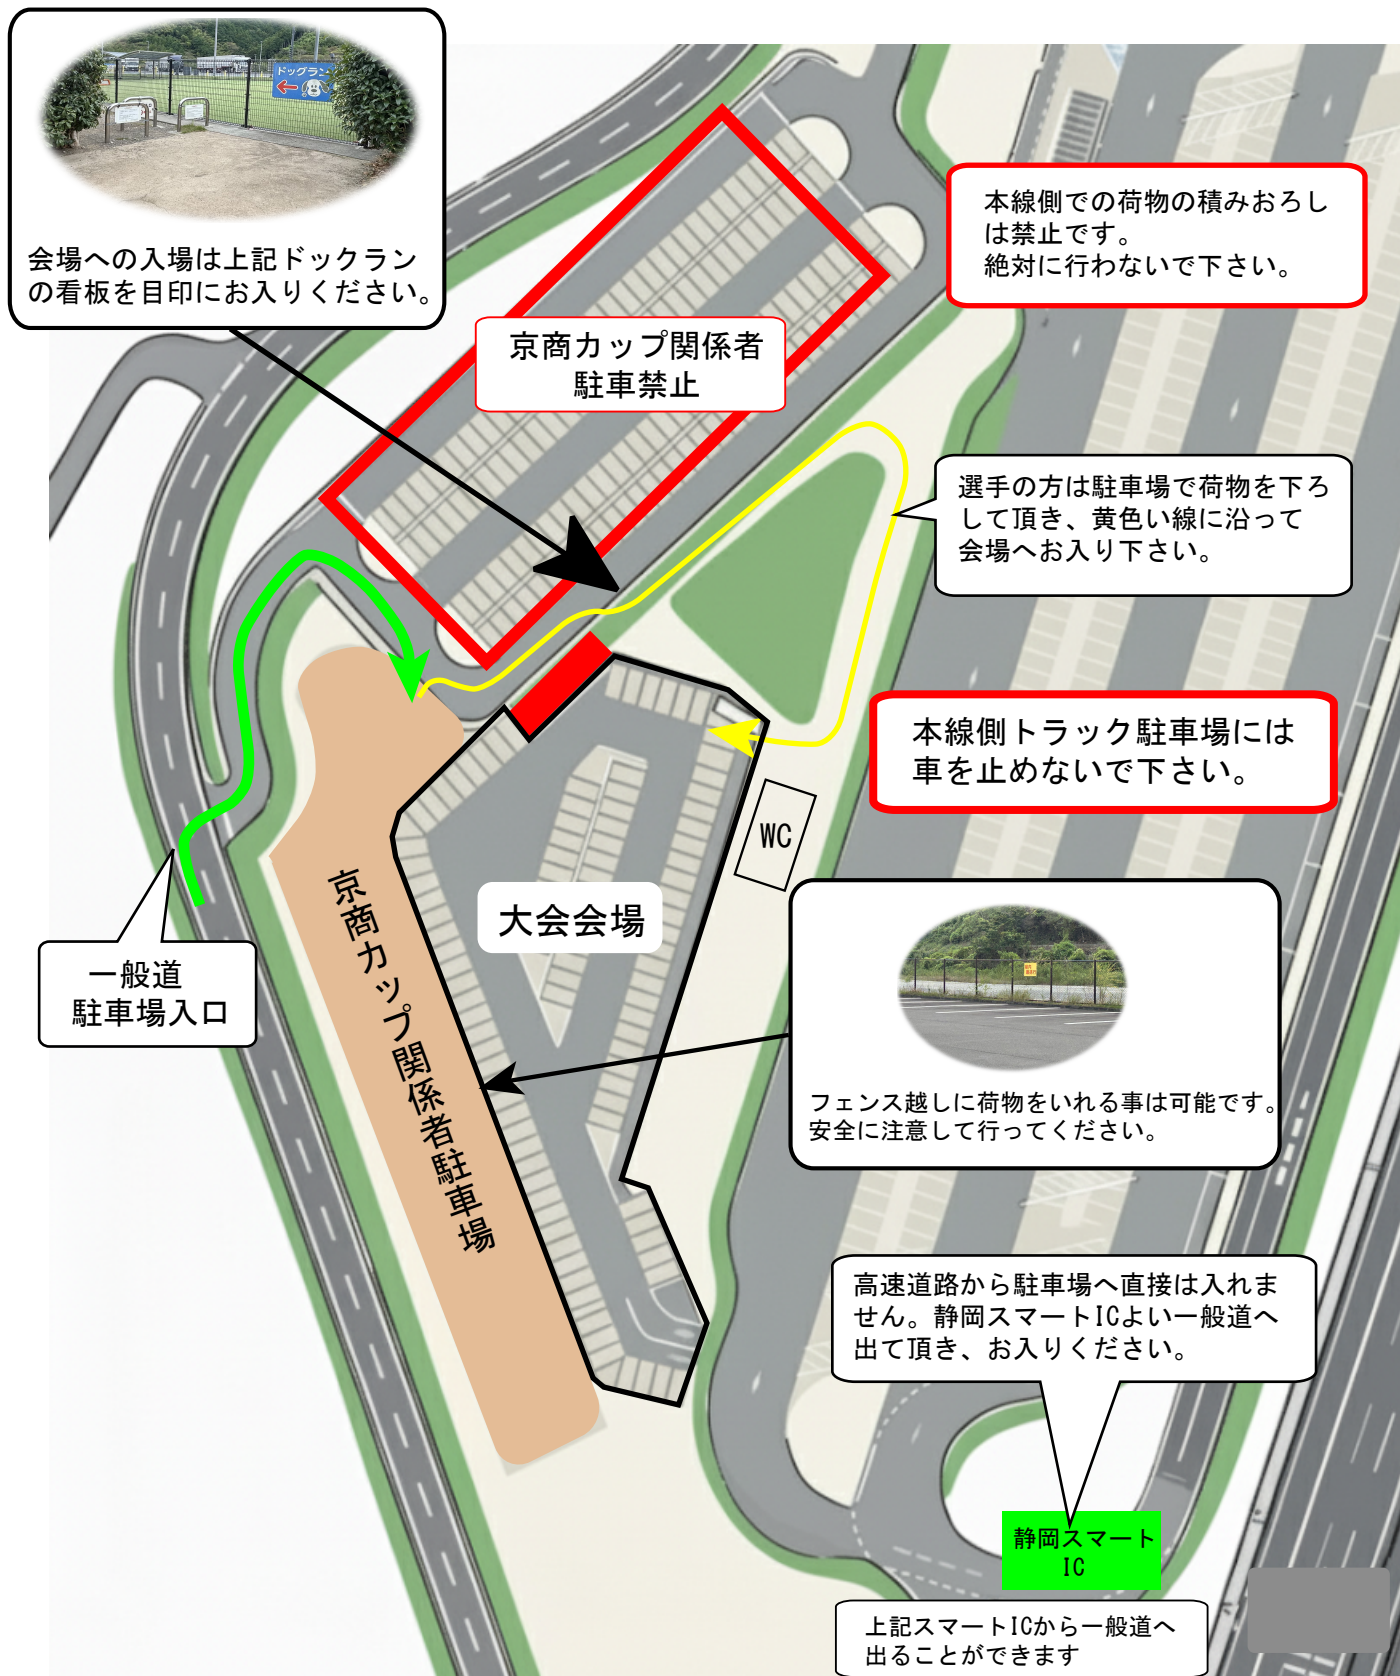 ドッグラン
会場への入場は上記ドックラン
の看板を目印にお入りください。
本線側での荷物の積みおろし
は禁止です。
絶対に行わないで下さい。
京商カップ関係者
駐車禁止
選手の方は駐車場で荷物を下ろ
して頂き、黄色い線に沿って
会場へお入り下さい。
本線側トラック駐車場には
車を止めないで下さい。
WC
京商カップ関係者駐車場
大会会場
一般道
駐車場入口
フェンス越しに荷物をいれる事は可能です。
安全に注意して行ってください。
高速道路から駐車場へ直接は入れま
せん。静岡スマートICよい一般道へ
出て頂き、お入りください。
静岡スマート
IC
上記スマートICから一般道へ
出ることができます